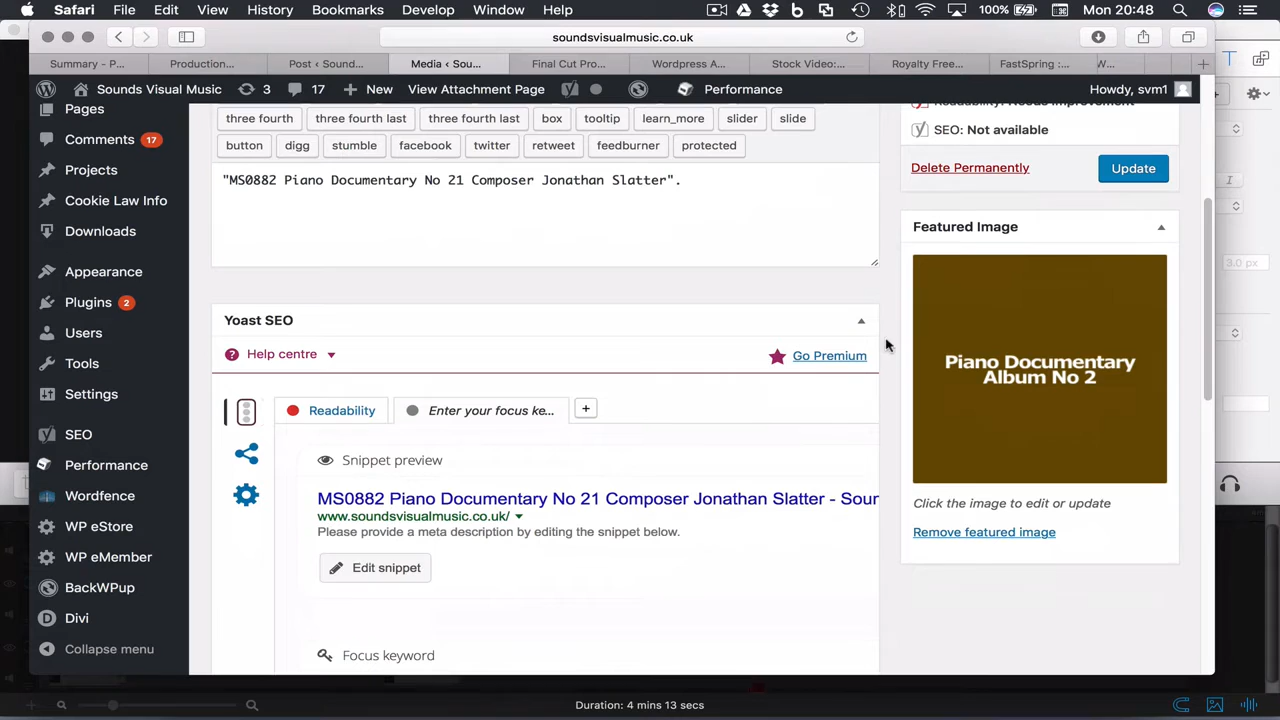 Safari File Edit View History Bookmarks Develop Window Help 100% Mon 20:48
soundsvisualmusic.co.uk
Summary - P... Production... Post ‹ Soun... Media ‹ Sou... Final Cut Pro... Wordpress A... Stock Video:... Royalty Free... FastSpring :... W...
Sounds Visual Music 3 17 New View Attachment Page Performance Howdy, svm1
Pages
Comments 17
Projects
Cookie Law Info
Downloads
Appearance
Plugins 2
Users
Tools
Settings
SEO
Performance
Wordfence
WP eStore
WP eMember
BackWPup
Divi
Collapse menu
three fourth three fourth last three fourth last box tooltip learn_more slider slide
button digg stumble facebook twitter retweet feedburner protected
"MS0882 Piano Documentary No 21 Composer Jonathan Slatter".
Yoast SEO
Help centre
Go Premium
Readability Enter your focus ke... +
Snippet preview
MS0882 Piano Documentary No 21 Composer Jonathan Slatter - Soun
www.soundsvisualmusic.co.uk/
Please provide a meta description by editing the snippet below.
Edit snippet
Focus keyword
Readability: Needs improvement
SEO: Not available
Delete Permanently Update
Featured Image
Piano Documentary
Album No 2
Click the image to edit or update
Remove featured image
3.0 px
Duration: 4 mins 13 secs